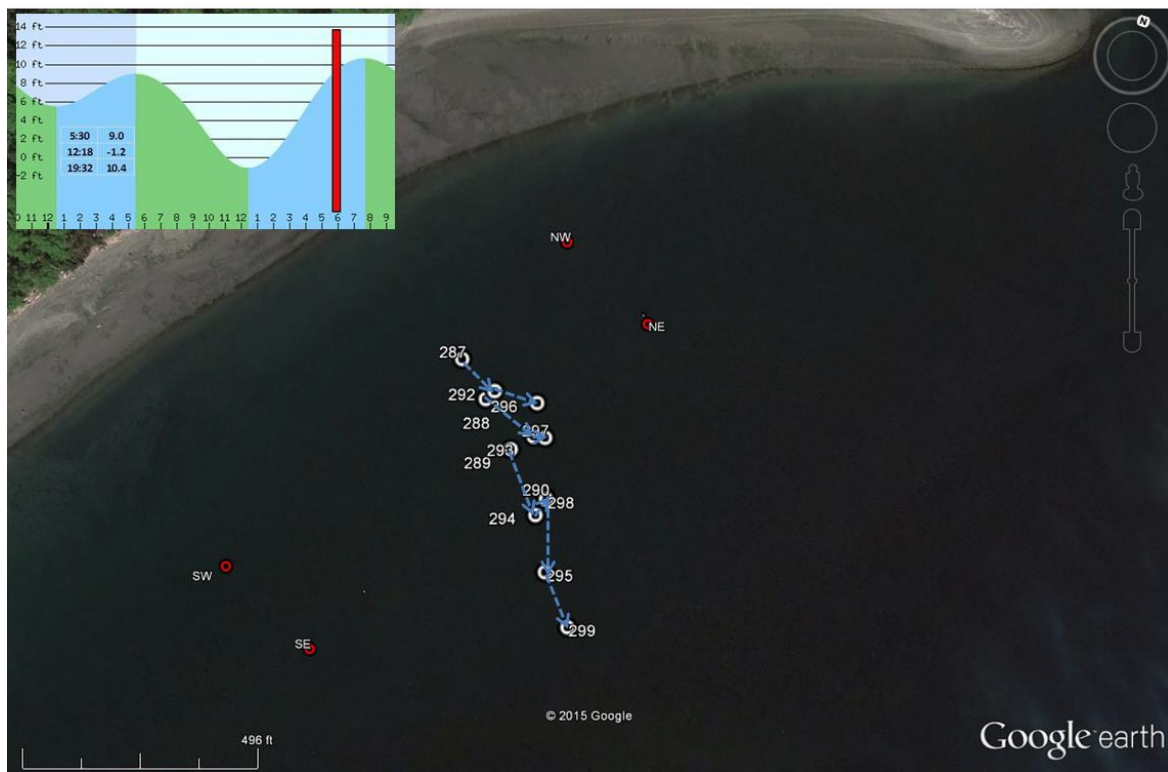 14 ft
12 ft
10 ft
8 ft
6 ft
4 ft
2 ft
0 ft
-2 ft
5:30 9.0
12:18 -1.2
19:32 10.4
0 11 12 1 2 3 4 5 6 7 8 9 10 11 12 1 2 3 4 5 6 7 8 9
N
NW
NE
287
292
296
288
297
293
289
290
298
294
295
SW
299
SE
© 2015 Google
496 ft
Google earth